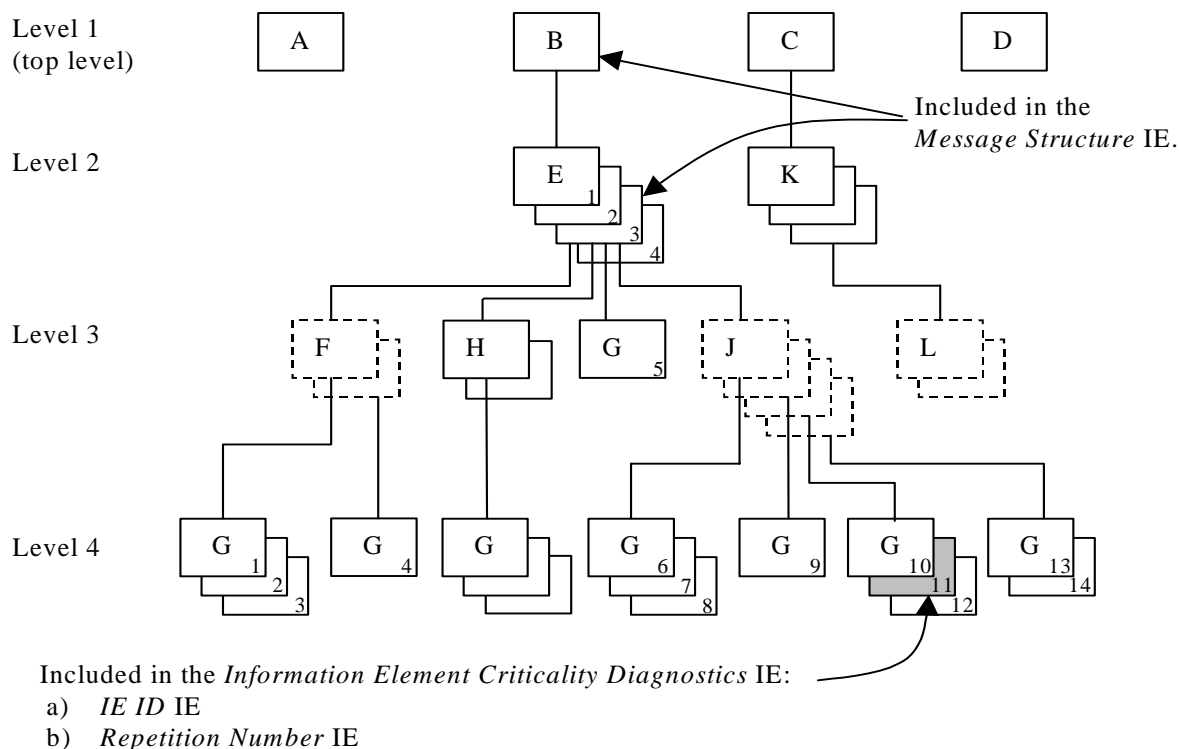 Level 1
(top level)
A
B
C
D
Included in the
Message Structure IE.
Level 2
E
1
2
3
4
K
Level 3
F
H
G
5
J
L
Level 4
G
1
2
3
G
4
G
G
6
7
8
G
9
G
10
11
12
G
13
14
Included in the Information Element Criticality Diagnostics IE:
a) IE ID IE
b) Repetition Number IE